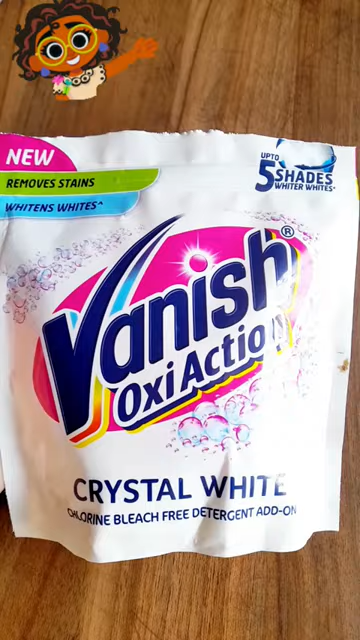 NEW
REMOVES STAINS
WHITENS WHITES^
UPTO
5 SHADES
WHITER WHITES*
Vanish®
Oxi Action
CRYSTAL WHITE
CHLORINE BLEACH FREE DETERGENT ADD-ON